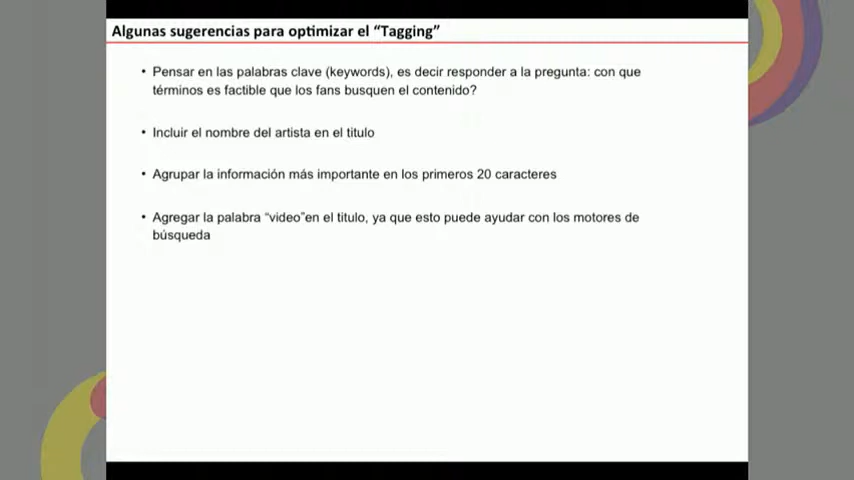 Algunas sugerencias para optimizar el “Tagging”
• Pensar en las palabras clave (keywords), es decir responder a la pregunta: con que
términos es factible que los fans busquen el contenido?
• Incluir el nombre del artista en el titulo
• Agrupar la información más importante en los primeros 20 caracteres
• Agregar la palabra “video”en el titulo, ya que esto puede ayudar con los motores de
búsqueda